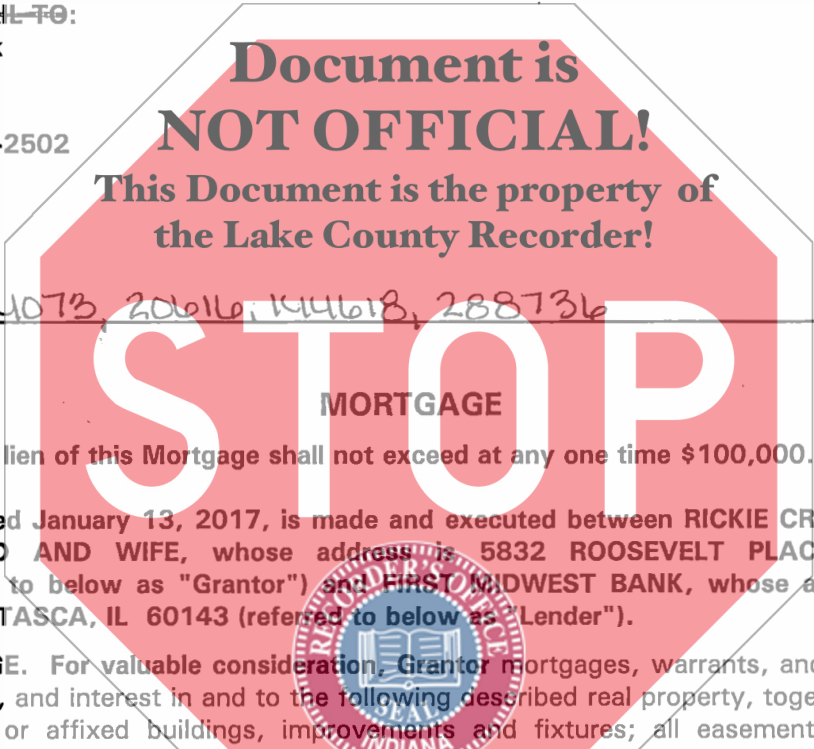 IL TO:
Document is
NOT OFFICIAL!
-2502
This Document is the property of
the Lake County Recorder!
4073, 20616, 144618, 288736
STOP
MORTGAGE
lien of this Mortgage shall not exceed at any one time $100,000.
ed January 13, 2017, is made and executed between RICKIE CR
D AND WIFE, whose address is 5832 ROOSEVELT PLAC
to below as "Grantor") and FIRST MIDWEST BANK, whose a
TASCA, IL 60143 (referred to below as "Lender").
GE. For valuable consideration, Grantor mortgages, warrants, and
, and interest in and to the following described real property, toge
or affixed buildings, improvements and fixtures; all easement
RECORDER'S OFFICE
SEAL
INDIANA